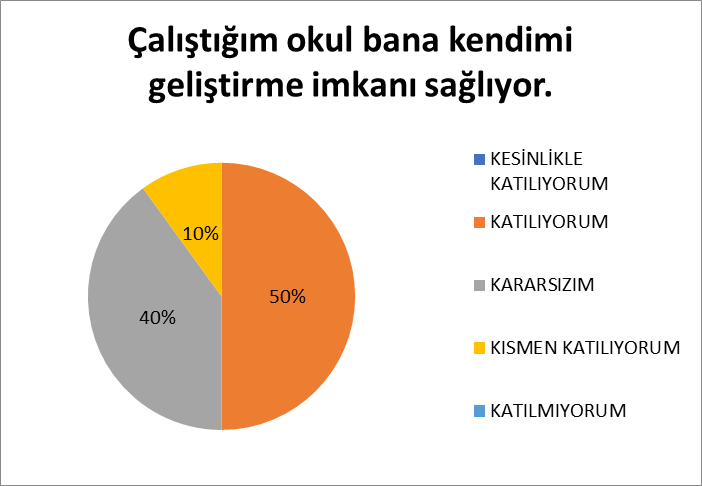 Çalıştığım okul bana kendimi
geliştirme imkanı sağlıyor.
10%
50%
40%
KESİNLİKLE
KATILIYORUM
KATILIYORUM
KARARSIZIM
KISMEN KATILIYORUM
KATILMIYORUM